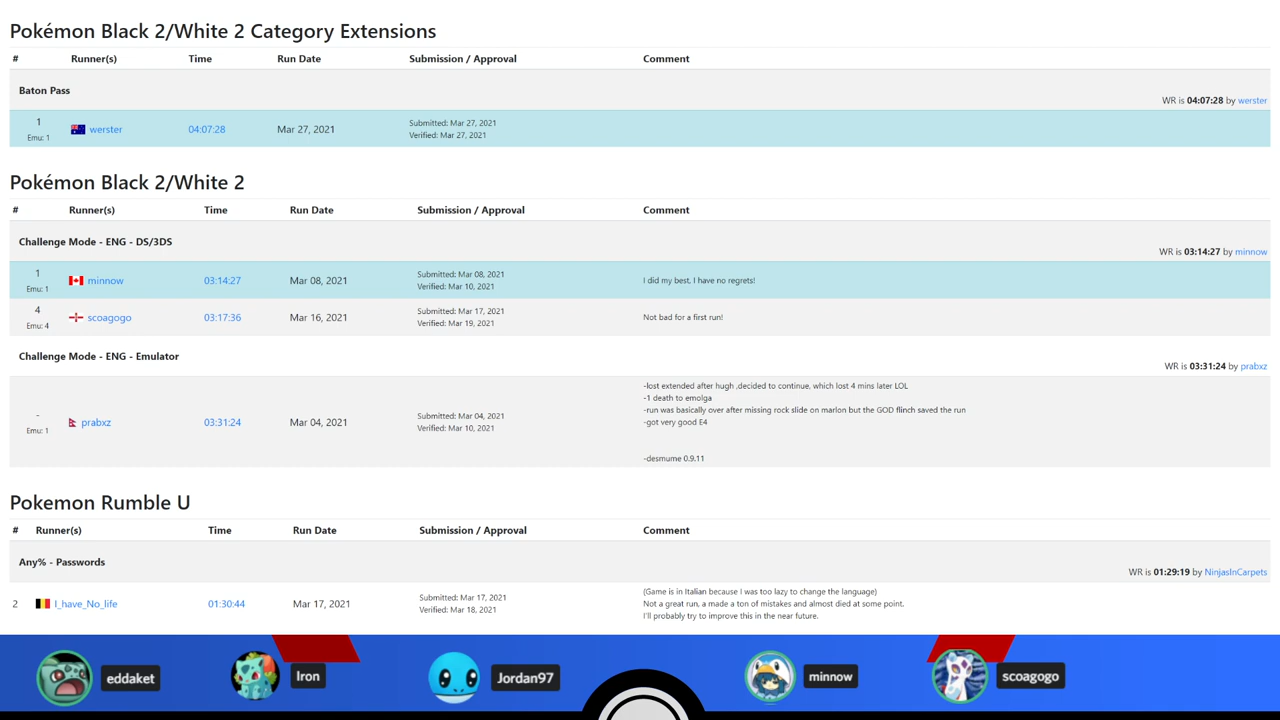 Pokémon Black 2/White 2 Category Extensions
# Runner(s) Time Run Date Submission / Approval Comment
Baton Pass
WR is 04:07:28 by werster
1
Emu: 1
werster 04:07:28 Mar 27, 2021
Submitted: Mar 27, 2021
Verified: Mar 27, 2021
Pokémon Black 2/White 2
# Runner(s) Time Run Date Submission / Approval Comment
Challenge Mode - ENG - DS/3DS
WR is 03:14:27 by minnow
1
Emu: 1
minnow 03:14:27 Mar 08, 2021
Submitted: Mar 08, 2021
Verified: Mar 10, 2021
I did my best, I have no regrets!
4
Emu: 4
scoagogo 03:17:36 Mar 16, 2021
Submitted: Mar 17, 2021
Verified: Mar 19, 2021
Not bad for a first run!
Challenge Mode - ENG - Emulator
WR is 03:31:24 by prabxz
-
Emu: 1
prabxz 03:31:24 Mar 04, 2021
Submitted: Mar 04, 2021
Verified: Mar 10, 2021
-lost extended after hugh ,decided to continue, which lost 4 mins later LOL
-1 death to emolga
-run was basically over after missing rock slide on marlon but the GOD flinch saved the run
-got very good E4
-desmume 0.9.11
Pokemon Rumble U
# Runner(s) Time Run Date Submission / Approval Comment
Any% - Passwords
WR is 01:29:19 by NinjasInCarpets
2 I_have_No_life 01:30:44 Mar 17, 2021
Submitted: Mar 17, 2021
Verified: Mar 18, 2021
(Game is in Italian because I was too lazy to change the language)
Not a great run, a made a ton of mistakes and almost died at some point.
I'll probably try to improve this in the near future.
eddaket Iron Jordan97 minnow scoagogo